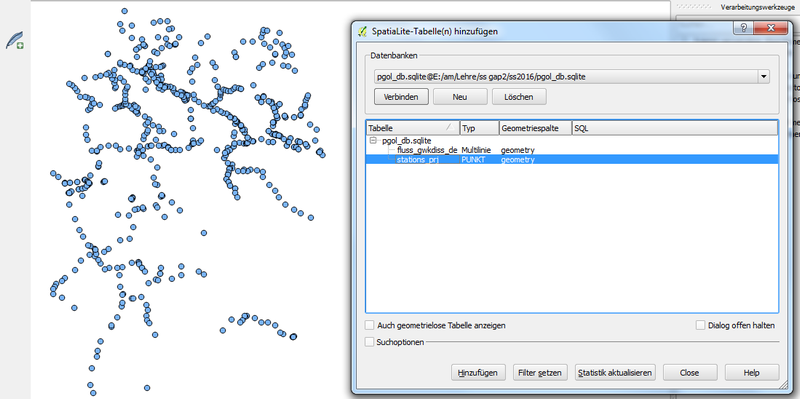 Verarbeitungswerkzeuge
SpatiaLite-Tabelle(n) hinzufügen
Datenbanken
pgol_db.sqlite@E:/am/Lehre/ss gap2/ss2016/pgol_db.sqlite
Verbinden Neu Löschen
Tabelle Typ Geometriespalte SQL
pgol_db.sqlite
fluss_gwkdiss_de Multilinie geometry
stations_prj PUNKT geometry
Auch geometrielose Tabelle anzeigen Dialog offen halten
Suchoptionen
Hinzufügen Filter setzen Statistik aktualisieren Close Help